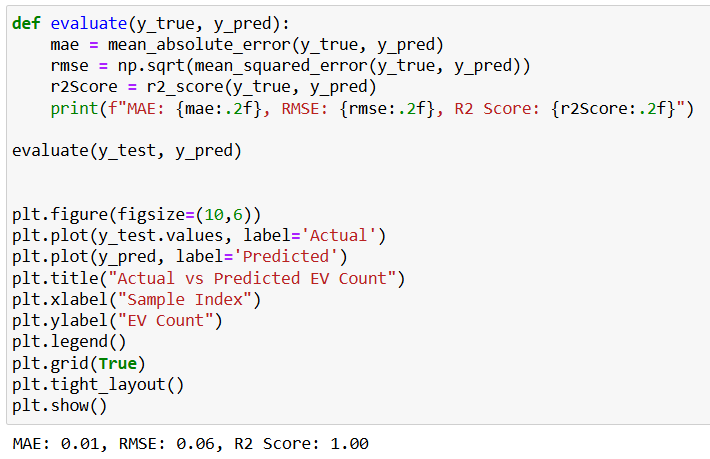 def evaluate(y_true, y_pred):
    mae = mean_absolute_error(y_true, y_pred)
    rmse = np.sqrt(mean_squared_error(y_true, y_pred))
    r2Score = r2_score(y_true, y_pred)
    print(f"MAE: {mae:.2f}, RMSE: {rmse:.2f}, R2 Score: {r2Score:.2f}")

evaluate(y_test, y_pred)


plt.figure(figsize=(10,6))
plt.plot(y_test.values, label='Actual')
plt.plot(y_pred, label='Predicted')
plt.title("Actual vs Predicted EV Count")
plt.xlabel("Sample Index")
plt.ylabel("EV Count")
plt.legend()
plt.grid(True)
plt.tight_layout()
plt.show()
MAE: 0.01, RMSE: 0.06, R2 Score: 1.00